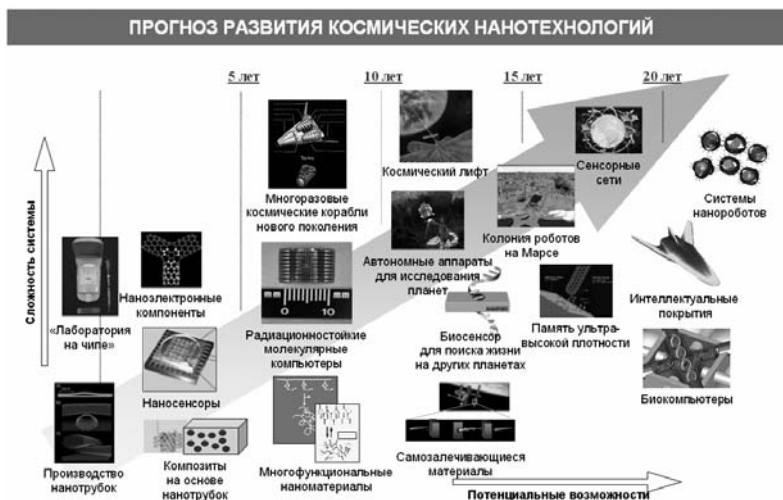 ПРОГНОЗ РАЗВИТИЯ КОСМИЧЕСКИХ НАНОТЕХНОЛОГИЙ
5 лет
10 лет
15 лет
20 лет
Сложность системы
Многоразовые
космические корабли
нового поколения
Космический лифт
Сенсорные
сети
Системы
нанороботов
«Лаборатория
на чипе»
Наноэлектронные
компоненты
0 10
Радиационностойкие
молекулярные
компьютеры
Автономные аппараты
для исследования
планет
Колония роботов
на Марсе
Биосенсор
для поиска жизни
на других планетах
Память ультра-
высокой плотности
Интеллектуальные
покрытия
Наносенсоры
Биокомпьютеры
Производство
нанотрубок
Композиты
на основе
нанотрубок
Многофункциональные
наноматериалы
Самозалечивающиеся
материалы
Потенциальные возможности